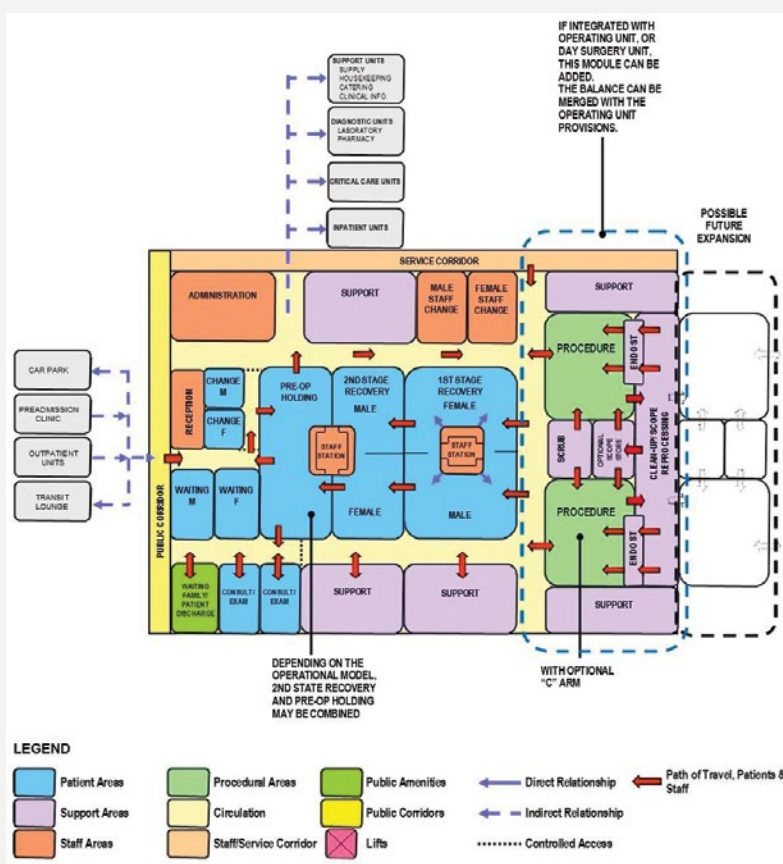 IF INTEGRATED WITH
OPERATING UNIT, OR
DAY SURGERY UNIT,
THIS MODULE CAN BE
ADDED.
THE BALANCE CAN BE
MERGED WITH THE
OPERATING UNIT
PROVISIONS.
SUPPORT UNITS
SUPPLY
HOUSEKEEPING
CATERING
CLINICAL INFO.
DIAGNOSTIC UNITS
LABORATORY
PHARMACY
CRITICAL CARE UNITS
INPATIENT UNITS
POSSIBLE
FUTURE
EXPANSION
SERVICE CORRIDOR
ADMINISTRATION
SUPPORT
MALE
STAFF
CHANGE
FEMALE
STAFF
CHANGE
SUPPORT
CAR PARK
PREADMISSION
CLINIC
OUTPATIENT
UNITS
TRANSIT
LOUNGE
PUBLIC CORRIDOR
RECEPTION
CHANGE
M
CHANGE
F
WAITING
M
WAITING
F
PRE-OP
HOLDING
2ND STAGE
RECOVERY
MALE
STAFF
STATION
FEMALE
1ST STAGE
RECOVERY
FEMALE
STAFF
STATION
MALE
PROCEDURE
ENDO ST
SCRUB
OPTIONAL SCOPE
STORE
CLEAN-UP/SCOPE
REPROCESSING
PROCEDURE
ENDO ST
WAITING
FAMILY/
PATIENT
DISCHARGE
CONSULT/
EXAM
CONSULT/
EXAM
SUPPORT
SUPPORT
SUPPORT
DEPENDING ON THE
OPERATIONAL MODEL,
2ND STATE RECOVERY
AND PRE-OP HOLDING
MAY BE COMBINED
WITH OPTIONAL
"C" ARM
LEGEND
Patient Areas
Support Areas
Staff Areas
Procedural Areas
Circulation
Staff/Service Corridor
Public Amenities
Public Corridors
Lifts
Direct Relationship
Indirect Relationship
Controlled Access
Path of Travel, Patients &
Staff